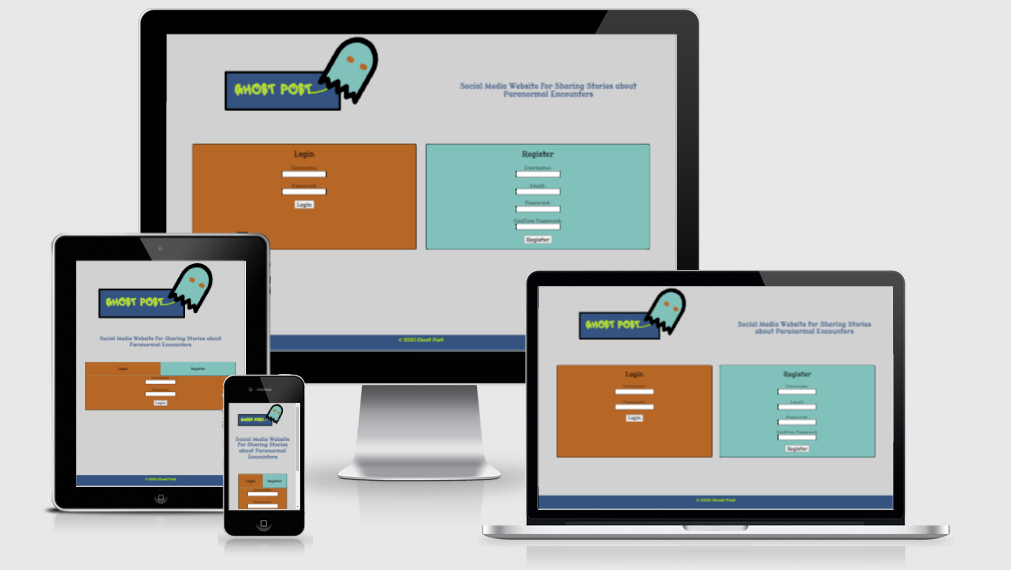 GHOST POST
Social Media Website For Sharing Stories about
Paranormal Encounters
Login
Username:
Password:
Login
Register
Username:
Email:
Password:
Confirm Password:
Register
© 2021 Ghost Post
GHOST POST
Social Media Website For Sharing Stories about
Paranormal Encounters
Login
Register
Login
© 2021 Ghost Post
GHOST POST
Social Media Website
For Sharing Stories
about Paranormal
Encounters
Login
Register
GHOST POST
Social Media Website For Sharing Stories
about Paranormal Encounters
Login
Username:
Password:
Login
Register
Username:
Email:
Password:
Confirm Password:
Register
© 2021 Ghost Post